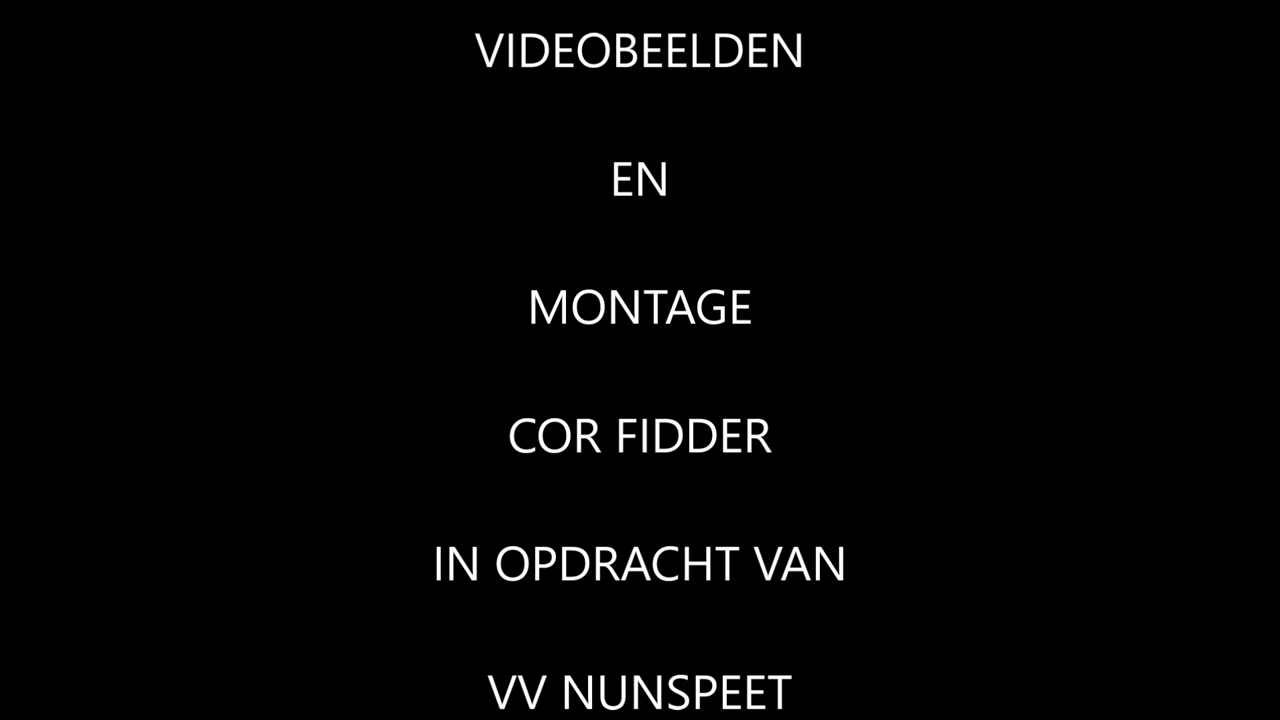 VIDEOBEELDEN
EN
MONTAGE
COR FIDDER
IN OPDRACHT VAN
VV NUNSPEET